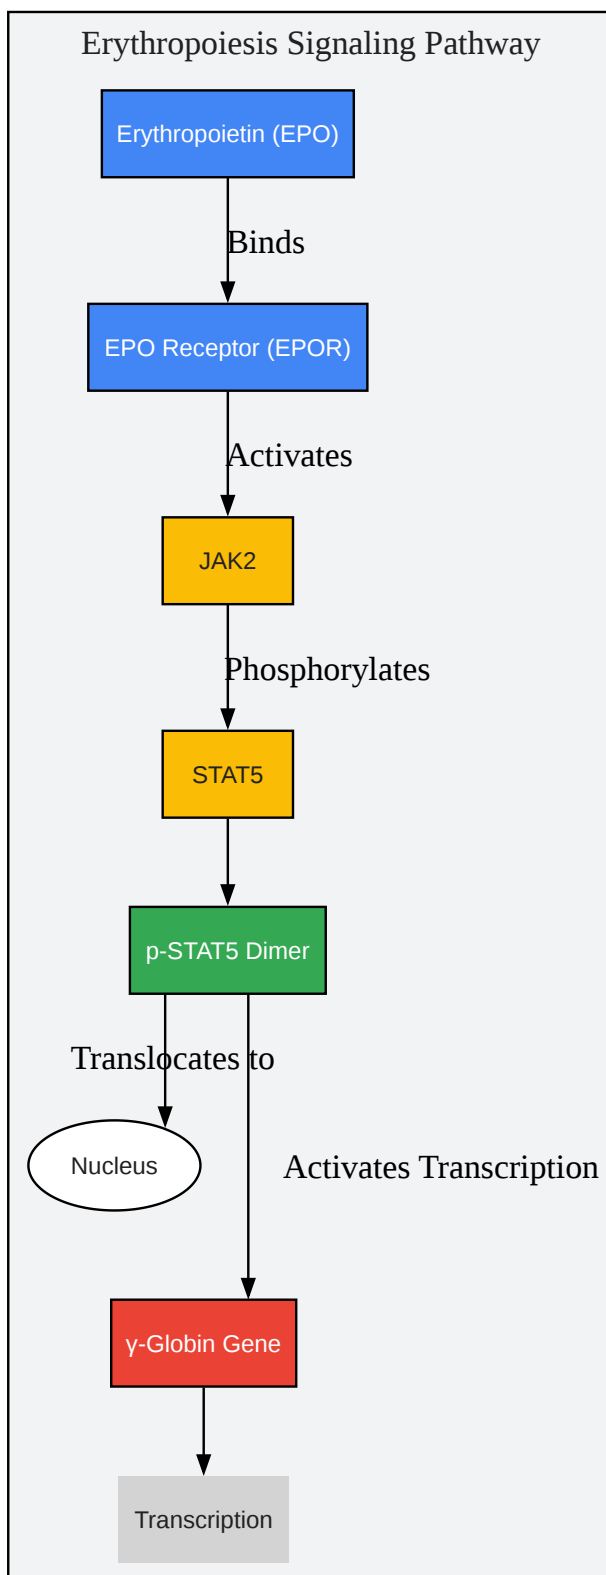 Erythropoiesis Signaling Pathway
Erythropoietin (EPO)
Binds
EPO Receptor (EPOR)
Activates
JAK2
Phosphorylates
STAT5
p-STAT5 Dimer
Translocates to
Nucleus
Activates Transcription
γ-Globin Gene
Transcription